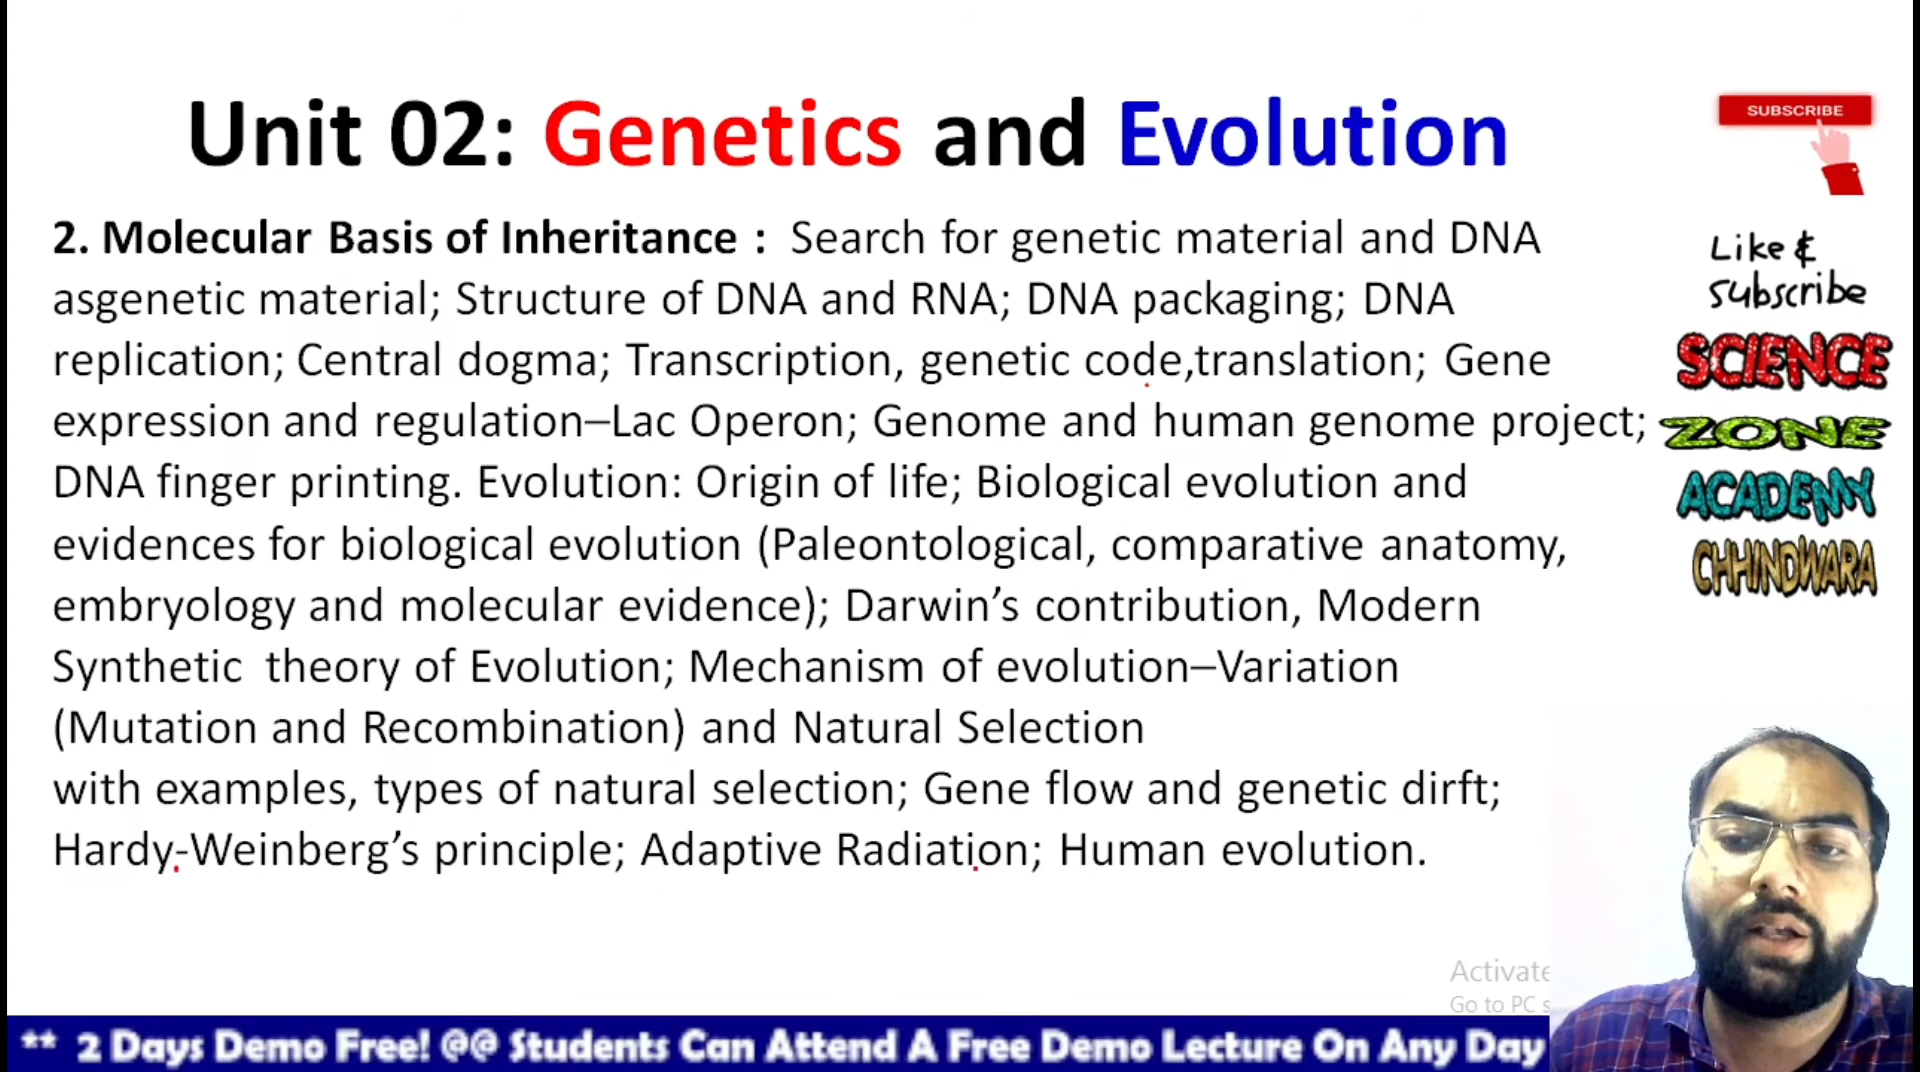 Unit 02: Genetics and Evolution
2. Molecular Basis of Inheritance : Search for genetic material and DNA
asgenetic material; Structure of DNA and RNA; DNA packaging; DNA
replication; Central dogma; Transcription, genetic code,translation; Gene
expression and regulation–Lac Operon; Genome and human genome project;
DNA finger printing. Evolution: Origin of life; Biological evolution and
evidences for biological evolution (Paleontological, comparative anatomy,
embryology and molecular evidence); Darwin’s contribution, Modern
Synthetic theory of Evolution; Mechanism of evolution–Variation
(Mutation and Recombination) and Natural Selection
with examples, types of natural selection; Gene flow and genetic dirft;
Hardy-Weinberg’s principle; Adaptive Radiation; Human evolution.
SUBSCRIBE
Like &
Subscribe
SCIENCE
ZONE
ACADEMY
CHHINDWARA
Activate
Go to PC s
** 2 Days Demo Free! @@ Students Can Attend A Free Demo Lecture On Any Day